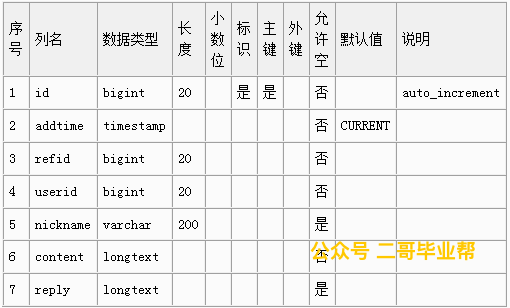 序号 列名 数据类型 长度 小数位 标识 主键 外键 允许空 默认值 说明
1 id bigint 20 是 是 否 auto_increment
2 addtime timestamp 否 CURRENT
3 refid bigint 20 否
4 userid bigint 20 否
5 nickname varchar 200 是
公众号 二哥毕业帮
6 content longtext 否
7 reply longtext 是